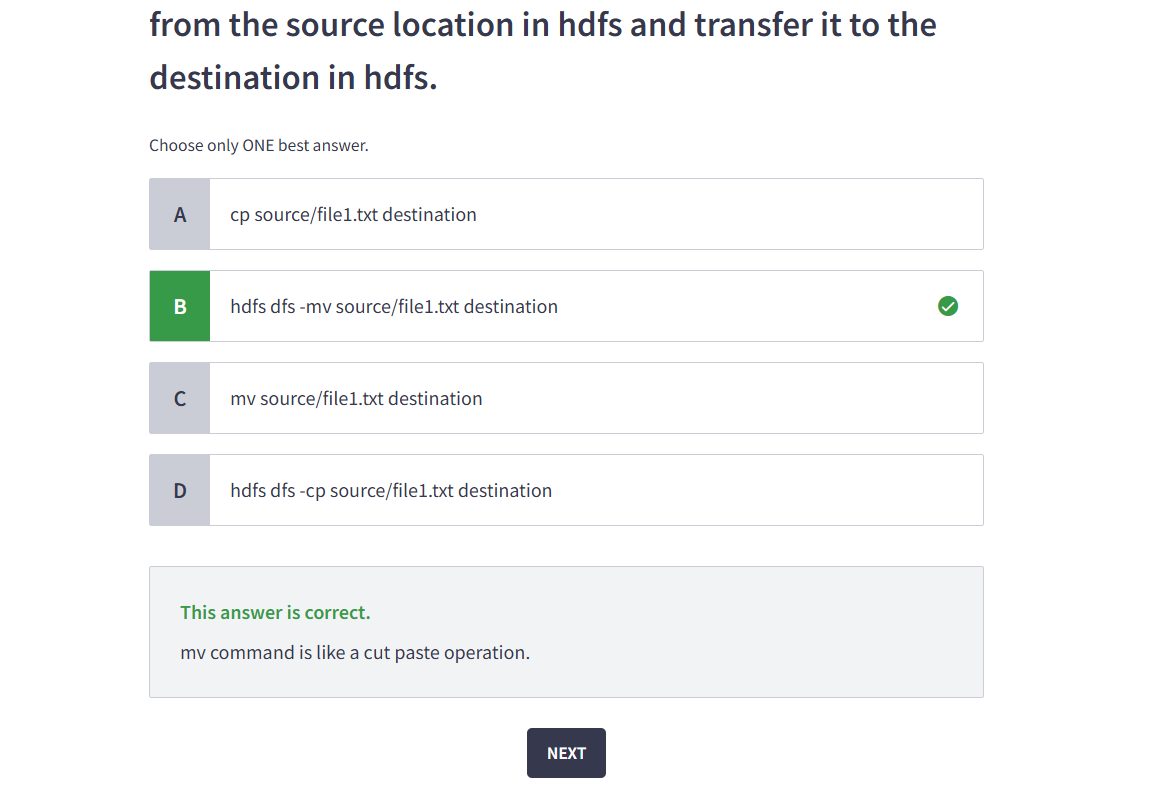 from the source location in hdfs and transfer it to the
destination in hdfs.
Choose only ONE best answer.
A
cp source/file1.txt destination
B
hdfs dfs -mv source/file1.txt destination
C
mv source/file1.txt destination
D
hdfs dfs -cp source/file1.txt destination
This answer is correct.
mv command is like a cut paste operation.
NEXT